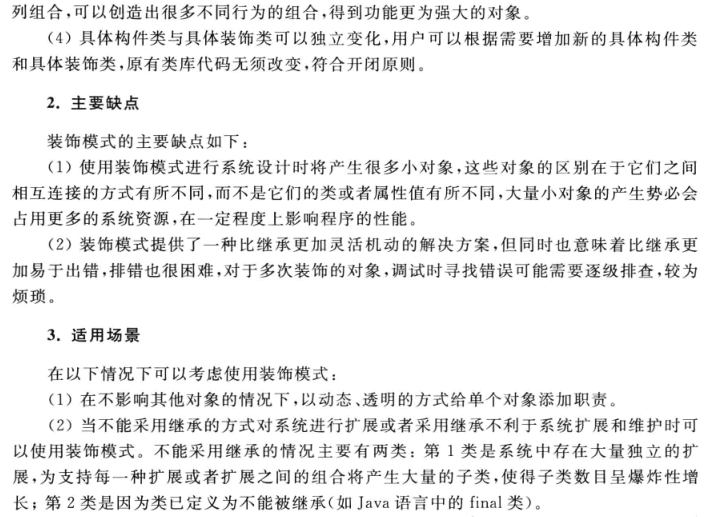 列组合,可以创造出很多不同行为的组合,得到功能更为强大的对象。
(4) 具体构件类与具体装饰类可以独立变化,用户可以根据需要增加新的具体构件类
和具体装饰类,原有类库代码无须改变,符合开闭原则。
2. 主要缺点
装饰模式的主要缺点如下:
(1) 使用装饰模式进行系统设计时将产生很多小对象,这些对象的区别在于它们之间
相互连接的方式有所不同,而不是它们的类或者属性值有所不同,大量小对象的产生势必会
占用更多的系统资源,在一定程度上影响程序的性能。
(2) 装饰模式提供了一种比继承更加灵活机动的解决方案,但同时也意味着比继承更
加易于出错,排错也很困难,对于多次装饰的对象,调试时寻找错误可能需要逐级排查,较为
烦琐。
3. 适用场景
在以下情况下可以考虑使用装饰模式:
(1) 在不影响其他对象的情况下,以动态、透明的方式给单个对象添加职责。
(2) 当不能采用继承的方式对系统进行扩展或者采用继承不利于系统扩展和维护时可
以使用装饰模式。不能采用继承的情况主要有两类: 第 1 类是系统中存在大量独立的扩
展,为支持每一种扩展或者扩展之间的组合将产生大量的子类,使得子类数目呈爆炸性增
长; 第 2 类是因为类已定义为不能被继承(如 Java 语言中的 final 类)。